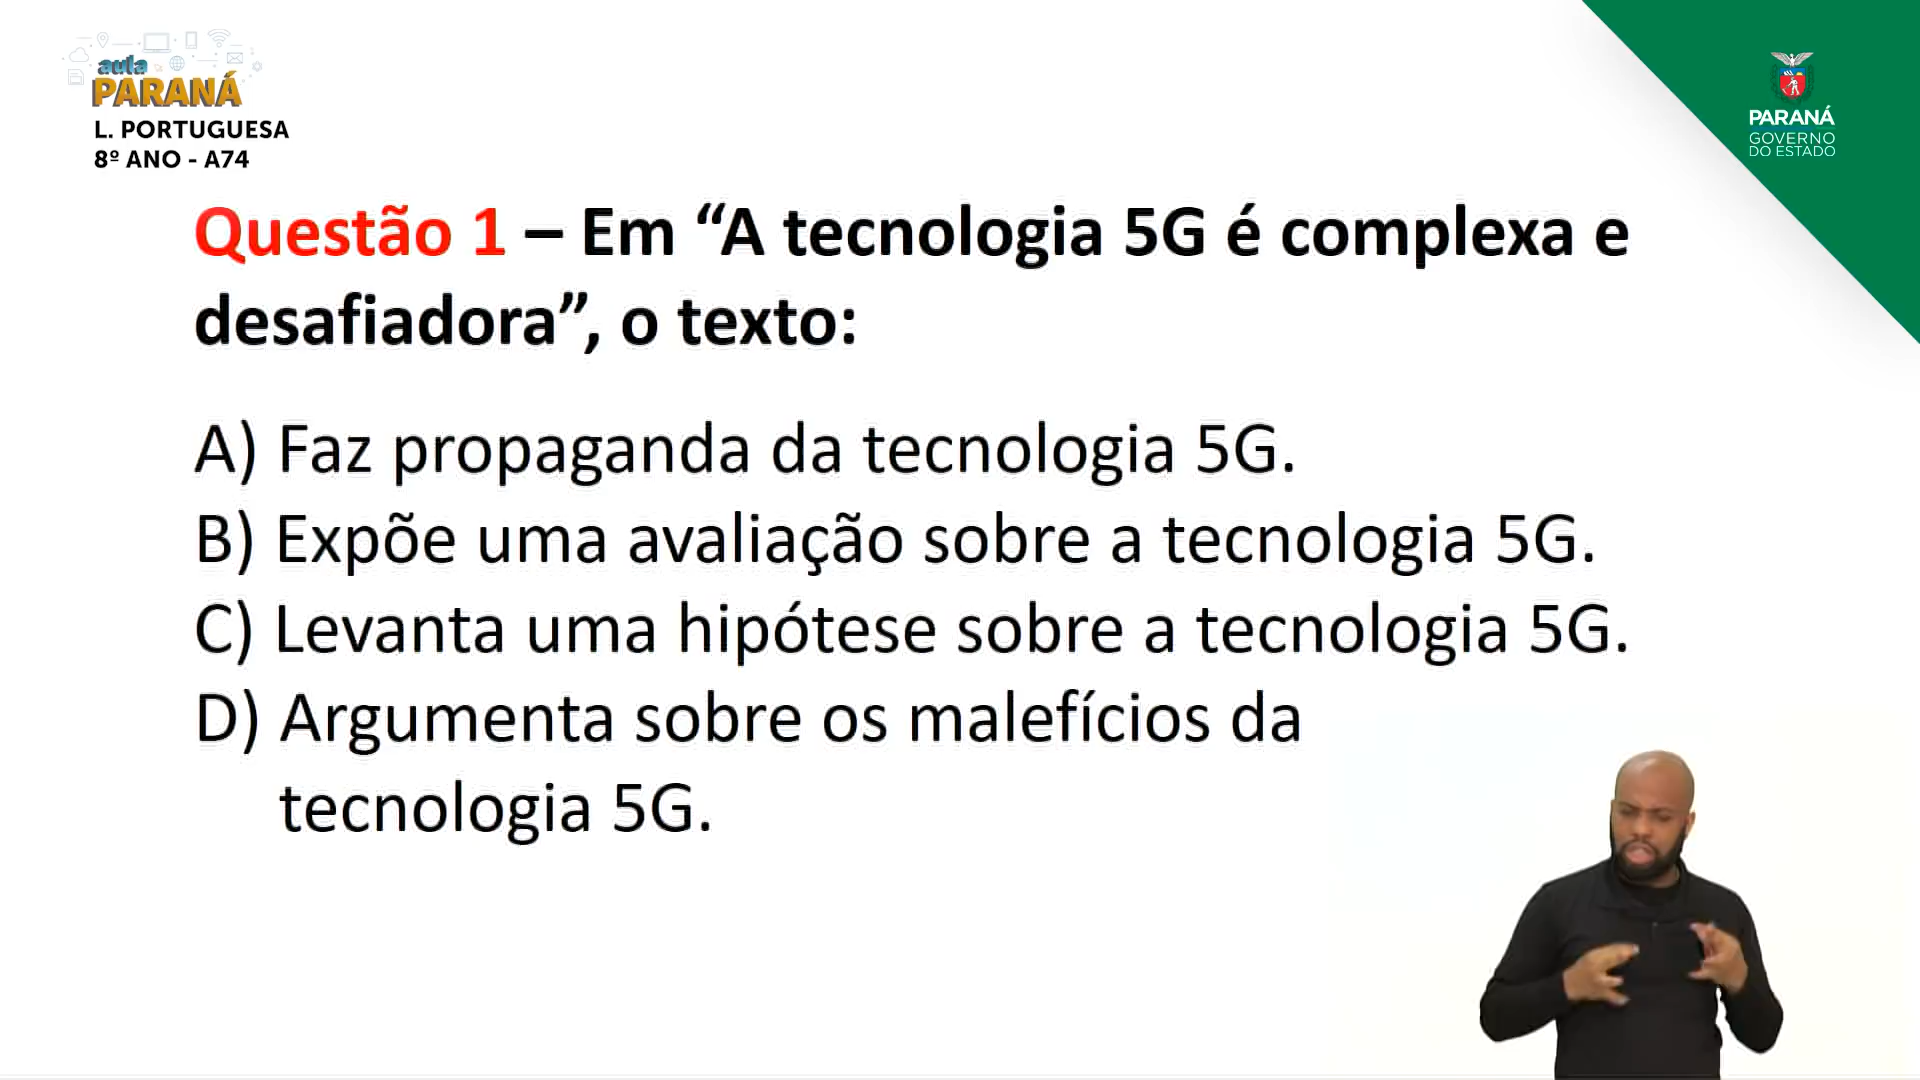 aula
PARANÁ
L. PORTUGUESA
8º ANO - A74
PARANÁ
GOVERNO
DO ESTADO
Questão 1 – Em “A tecnologia 5G é complexa e
desafiadora”, o texto:
A) Faz propaganda da tecnologia 5G.
B) Expõe uma avaliação sobre a tecnologia 5G.
C) Levanta uma hipótese sobre a tecnologia 5G.
D) Argumenta sobre os malefícios da
tecnologia 5G.